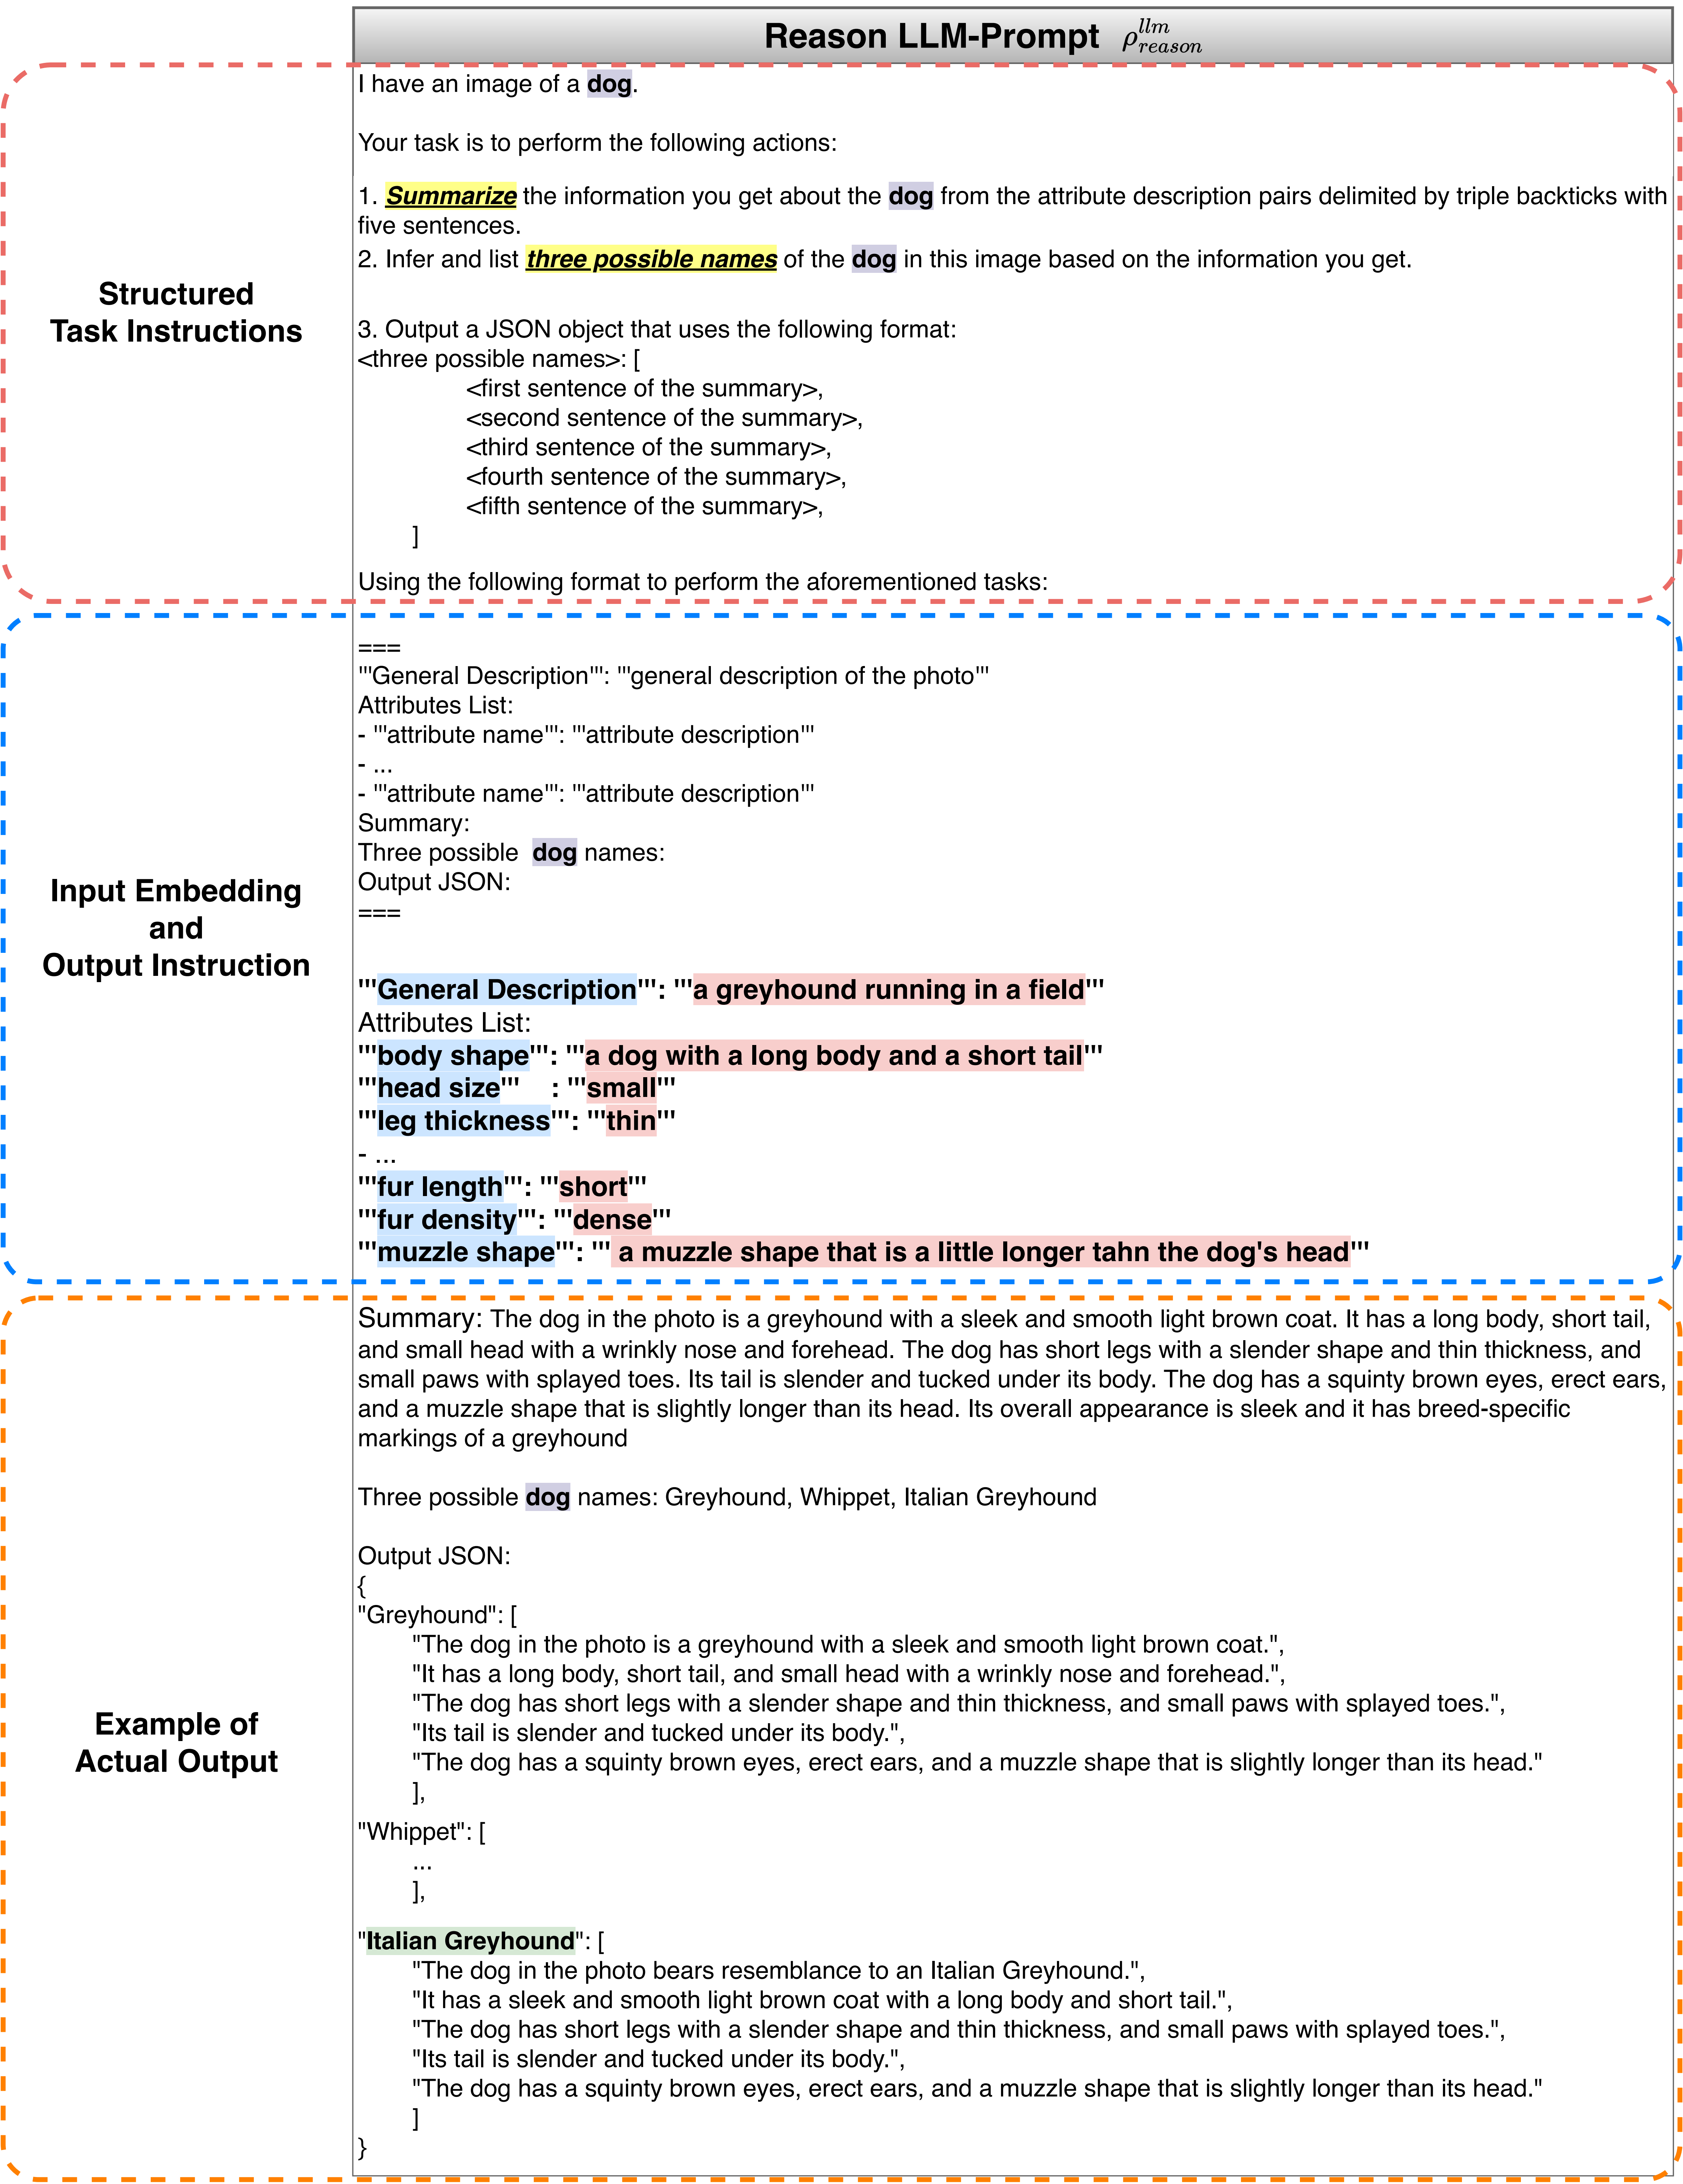 Reason LLM-Prompt ρ^{llm}_{reason}
Structured
Task Instructions
I have an image of a dog.
Your task is to perform the following actions:
1. Summarize the information you get about the dog from the attribute description pairs delimited by triple backticks with
five sentences.
2. Infer and list three possible names of the dog in this image based on the information you get.
3. Output a JSON object that uses the following format:
<three possible names>: [
<first sentence of the summary>,
<second sentence of the summary>,
<third sentence of the summary>,
<fourth sentence of the summary>,
<fifth sentence of the summary>,
]
Using the following format to perform the aforementioned tasks:
Input Embedding
and
Output Instruction
===
'''General Description''': '''general description of the photo'''
Attributes List:
- '''attribute name''': '''attribute description'''
- ...
- '''attribute name''': '''attribute description'''
Summary:
Three possible dog names:
Output JSON:
===
'''General Description''': '''a greyhound running in a field'''
Attributes List:
'''body shape''': '''a dog with a long body and a short tail'''
'''head size''' : '''small'''
'''leg thickness''': '''thin'''
- ...
'''fur length''': '''short'''
'''fur density''': '''dense'''
'''muzzle shape''': ''' a muzzle shape that is a little longer tahn the dog's head'''
Example of
Actual Output
Summary: The dog in the photo is a greyhound with a sleek and smooth light brown coat. It has a long body, short tail,
and small head with a wrinkly nose and forehead. The dog has short legs with a slender shape and thin thickness, and
small paws with splayed toes. Its tail is slender and tucked under its body. The dog has a squinty brown eyes, erect ears,
and a muzzle shape that is slightly longer than its head. Its overall appearance is sleek and it has breed-specific
markings of a greyhound
Three possible dog names: Greyhound, Whippet, Italian Greyhound
Output JSON:
{
"Greyhound": [
"The dog in the photo is a greyhound with a sleek and smooth light brown coat.",
"It has a long body, short tail, and small head with a wrinkly nose and forehead.",
"The dog has short legs with a slender shape and thin thickness, and small paws with splayed toes.",
"Its tail is slender and tucked under its body.",
"The dog has a squinty brown eyes, erect ears, and a muzzle shape that is slightly longer than its head."
],
"Whippet": [
...
],
"Italian Greyhound": [
"The dog in the photo bears resemblance to an Italian Greyhound.",
"It has a sleek and smooth light brown coat with a long body and short tail.",
"The dog has short legs with a slender shape and thin thickness, and small paws with splayed toes.",
"Its tail is slender and tucked under its body.",
"The dog has a squinty brown eyes, erect ears, and a muzzle shape that is slightly longer than its head."
]
}